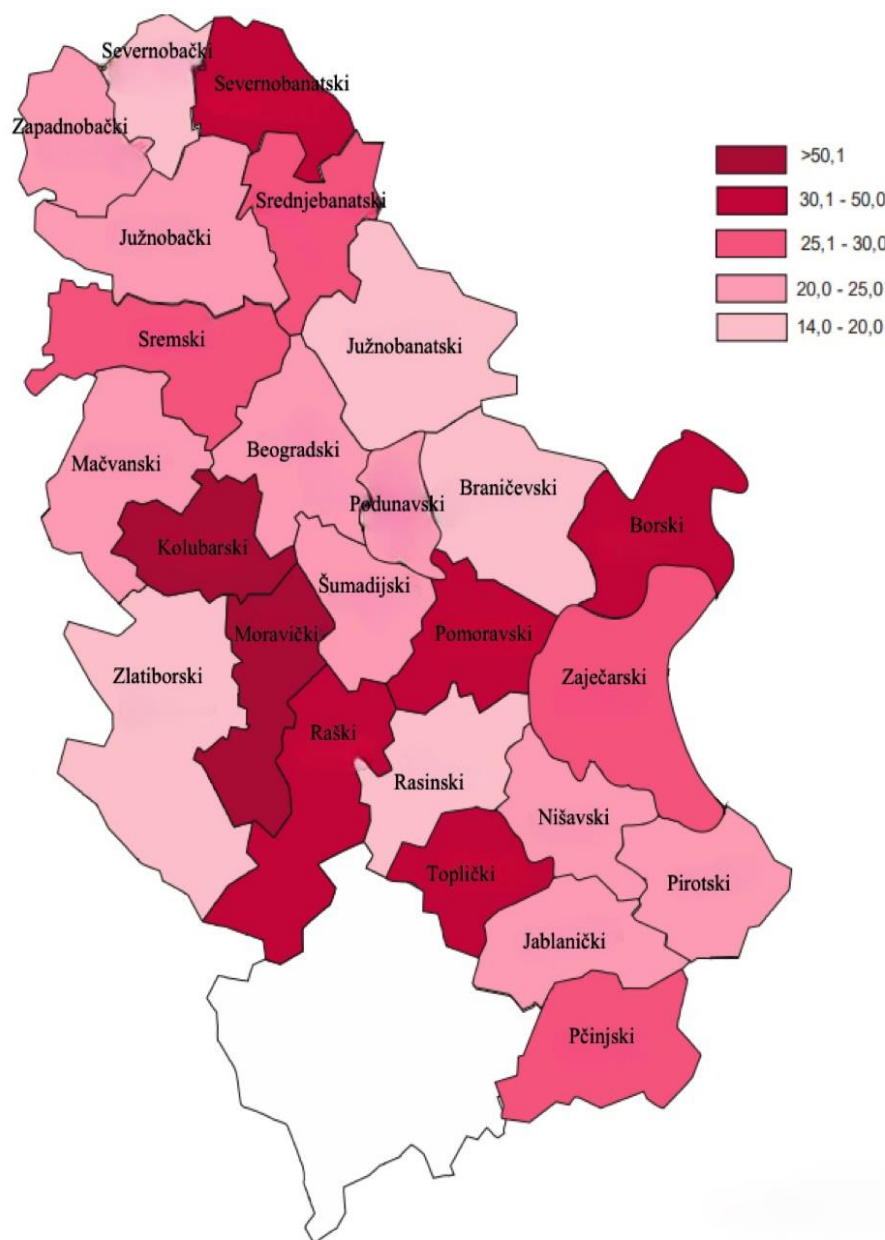 Severnobački
Severnobanatski
Zapadnobački
Srednjebanatski
Južnobački
Sremski
Južnobanatski
Mačvanski
Beogradski
Podunavski
Braničevski
Borski
Kolubarski
Šumadijski
Moravički
Pomoravski
Zlatiborski
Zaječarski
Raški
Rasinski
Nišavski
Toplički
Pirotski
Jablanički
Pčinjski
>50,1
30,1 - 50,0
25,1 - 30,0
20,0 - 25,0
14,0 - 20,0